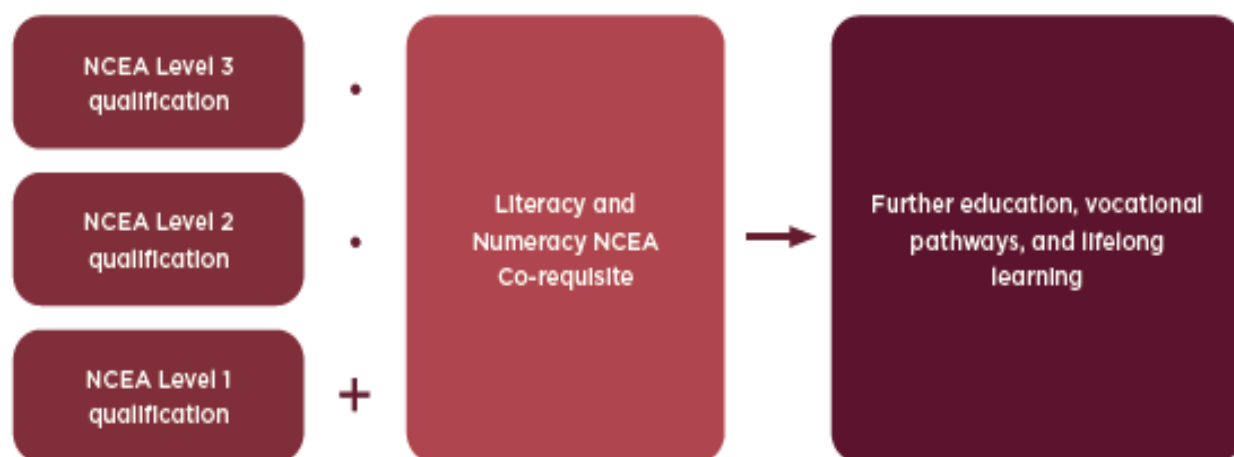 NCEA Level 3
qualification
•
NCEA Level 2
qualification
•
NCEA Level 1
qualification
+
Literacy and
Numeracy NCEA
Co-requisite
Further education, vocational
pathways, and lifelong
learning